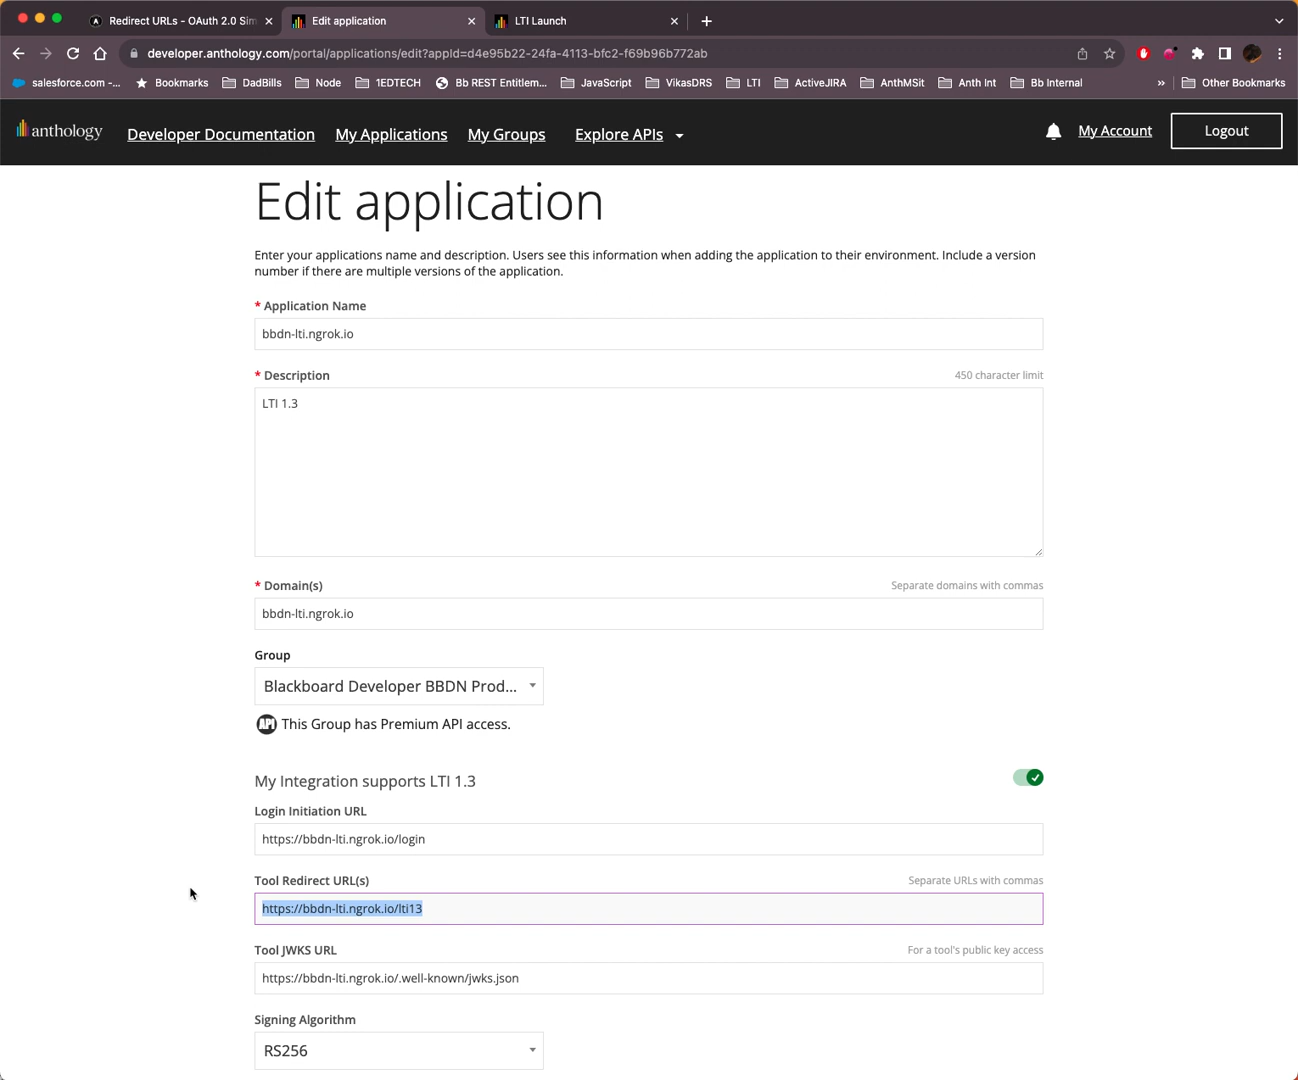 Redirect URLs - OAuth 2.0 Sim
Edit application
LTI Launch
developer.anthology.com/portal/applications/edit?appId=d4e95b22-24fa-4113-bfc2-f69b96b772ab
salesforce.com –...
Bookmarks
DadBills
Node
1EDTECH
Bb REST Entitlem...
JavaScript
VikasDRS
LTI
ActiveJIRA
AnthMSit
Anth Int
Bb Internal
»
Other Bookmarks
anthology
Developer Documentation
My Applications
My Groups
Explore APIs
My Account
Logout
Edit application
Enter your applications name and description. Users see this information when adding the application to their environment. Include a version
number if there are multiple versions of the application.
* Application Name
bbdn-lti.ngrok.io
* Description
450 character limit
LTI 1.3
* Domain(s)
Separate domains with commas
bbdn-lti.ngrok.io
Group
Blackboard Developer BBDN Prod...
API This Group has Premium API access.
My Integration supports LTI 1.3
Login Initiation URL
https://bbdn-lti.ngrok.io/login
Tool Redirect URL(s)
Separate URLs with commas
https://bbdn-lti.ngrok.io/lti13
Tool JWKS URL
For a tool's public key access
https://bbdn-lti.ngrok.io/.well-known/jwks.json
Signing Algorithm
RS256